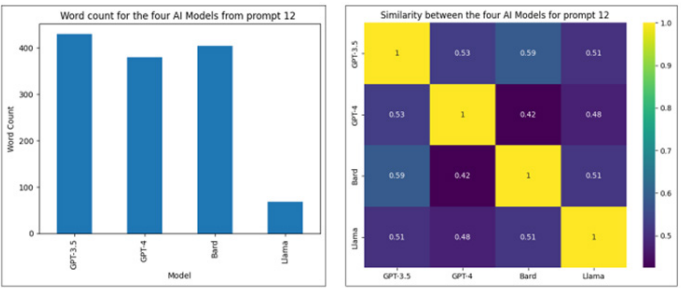 Word count for the four AI Models from prompt 12
Word Count
400
300
200
100
0
GPT-3.5
GPT-4
Bard
Llama
Model
Similarity between the four AI Models for prompt 12
GPT-3.5 1 0.53 0.59 0.51
GPT-4 0.53 1 0.42 0.48
Bard 0.59 0.42 1 0.51
Llama 0.51 0.48 0.51 1
GPT-3.5 GPT-4 Bard Llama
1.0
0.9
0.8
0.7
0.6
0.5